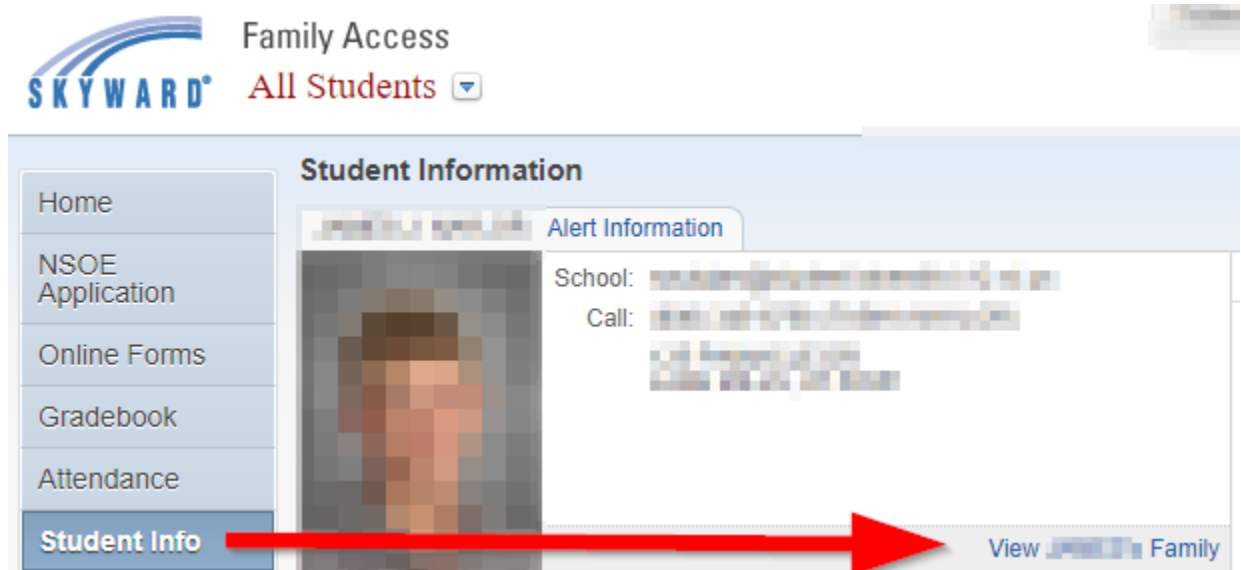 Family Access
SKYWARD®
All Students
Student Information
Home
Alert Information
NSOE
Application
School:
Call:
Online Forms
Gradebook
Attendance
Student Info
View Family